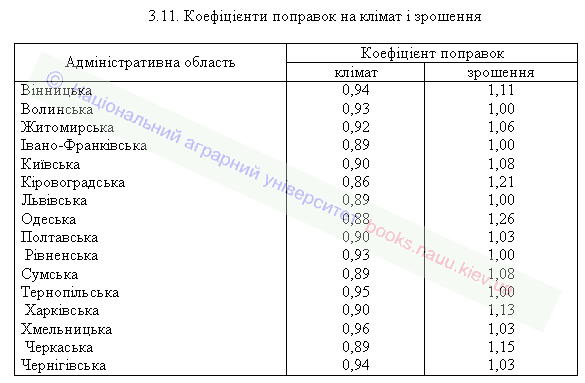 3.11. Коефіцієнти поправок на клімат і зрошення
Адміністративна область
Коефіцієнт поправок
клімат зрошення
Вінницька 0,94 1,11
Волинська 0,93 1,00
Житомирська 0,92 1,06
Івано-Франківська 0,89 1,00
Київська 0,90 1,08
Кіровоградська 0,86 1,21
Львівська 0,89 1,00
Одеська 0,88 1,26
Полтавська 0,90 1,03
Рівненська 0,93 1,00
Сумська 0,89 1,08
Тернопільська 0,95 1,00
Харківська 0,90 1,13
Хмельницька 0,96 1,03
Черкаська 0,89 1,15
Чернігівська 0,94 1,03
© Національний аграрний університет, books.nauu.kiev.ua